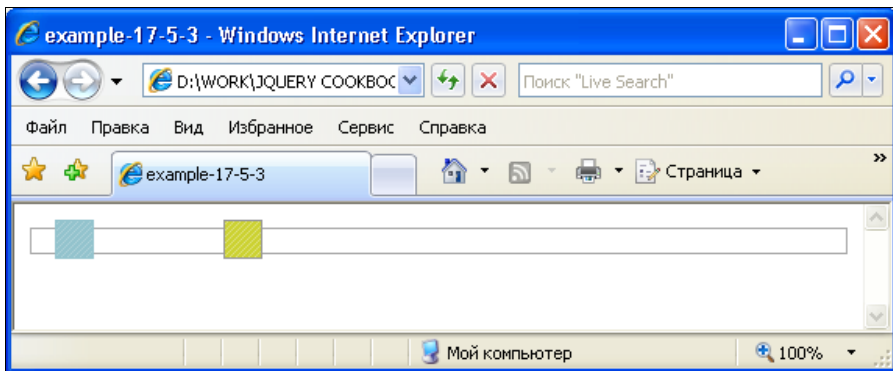 example-17-5-3 - Windows Internet Explorer
D:\WORK\JQUERY COOKBOC
Поиск "Live Search"
Файл Правка Вид Избранное Сервис Справка
example-17-5-3
Страница
»
Мой компьютер
100%